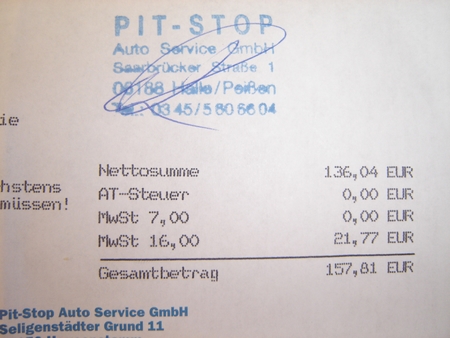 PIT-STOP
Auto Service GmbH
Saarbrücker Straße 1
06188 Halle/Peißen
Tel.: 03 45/5 80 66 04
ie
Nettosumme 136,04 EUR
hstens AT-Steuer 0,00 EUR
müssen! MwSt 7,00 0,00 EUR
MwSt 16,00 21,77 EUR
Gesamtbetrag 157,81 EUR
Pit-Stop Auto Service GmbH
Seligenstädter Grund 11